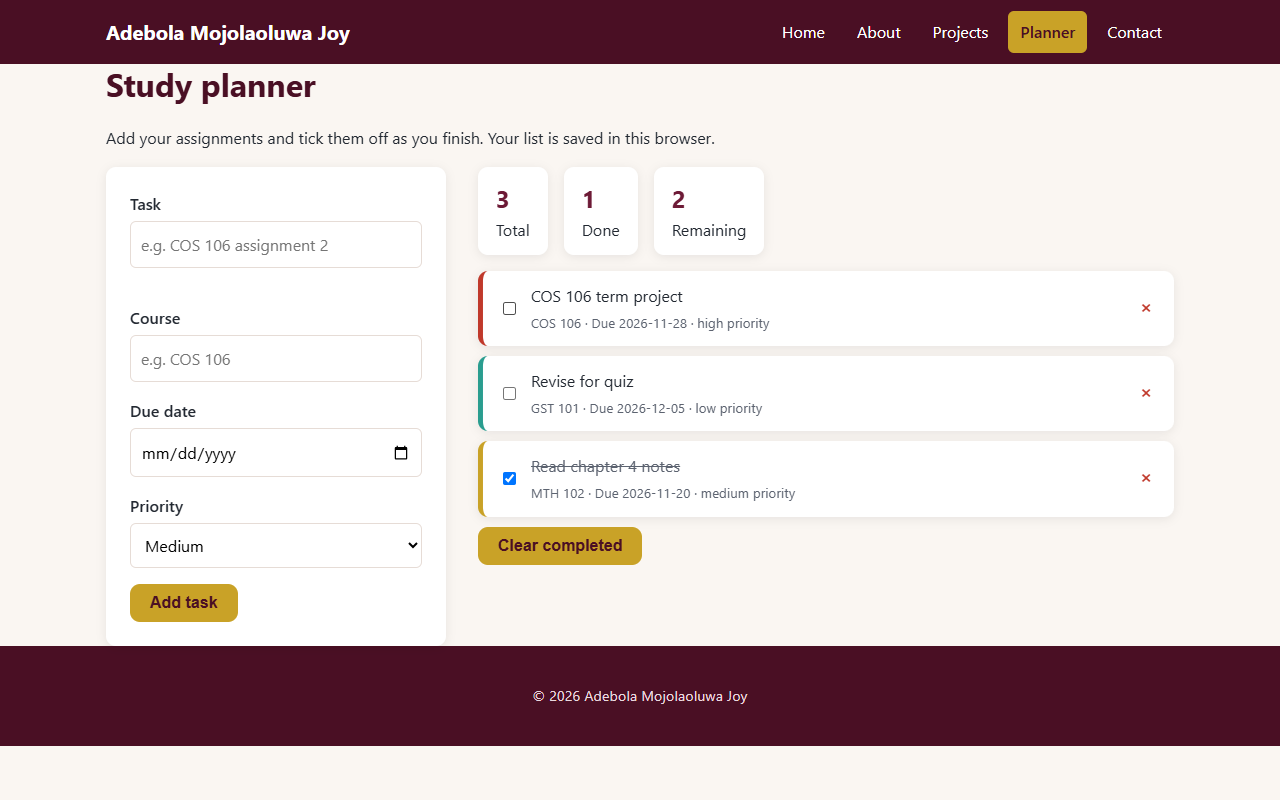 Adebola Mojolaoluwa Joy
Home About Projects Planner Contact
Study planner
Add your assignments and tick them off as you finish. Your list is saved in this browser.
Task
e.g. COS 106 assignment 2
Course
e.g. COS 106
Due date
mm/dd/yyyy
Priority
Medium
Add task
3
Total
1
Done
2
Remaining
COS 106 term project
COS 106 · Due 2026-11-28 · high priority
×
Revise for quiz
GST 101 · Due 2026-12-05 · low priority
×
Read chapter 4 notes
MTH 102 · Due 2026-11-20 · medium priority
×
Clear completed
© 2026 Adebola Mojolaoluwa Joy